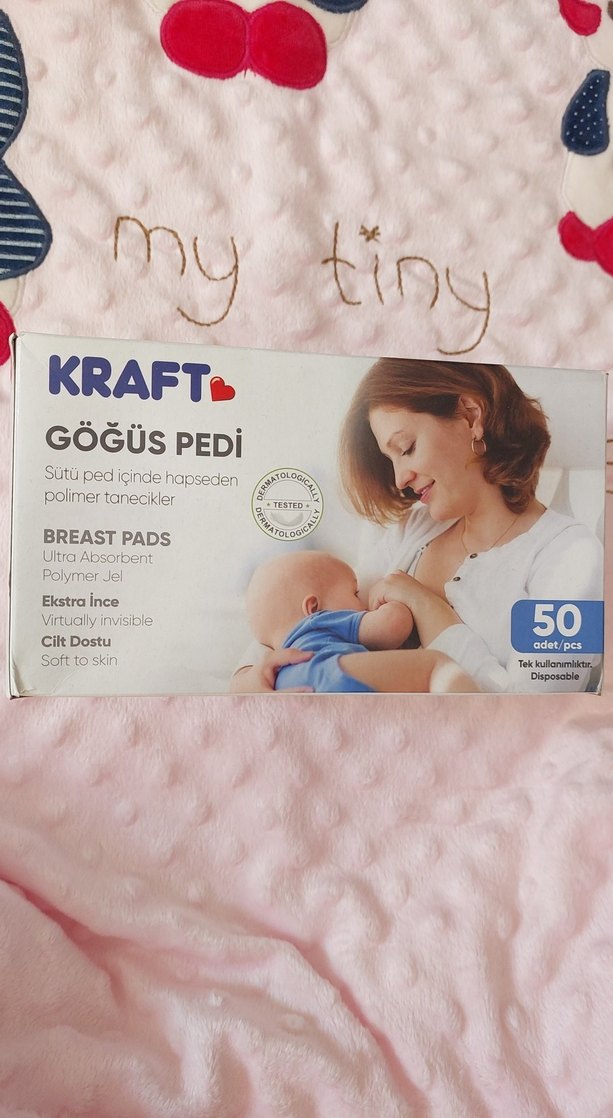 my tiny
KRAFT
GÖĞÜS PEDİ
Sütü ped içinde hapseden
polimer tanecikler
DERMATOLOGICALLY
★ TESTED ★
DERMATOLOGICALLY
BREAST PADS
Ultra Absorbent
Polymer Jel
Ekstra İnce
Virtually invisible
Cilt Dostu
Soft to skin
50
adet/pcs
Tek kullanımlıktır.
Disposable